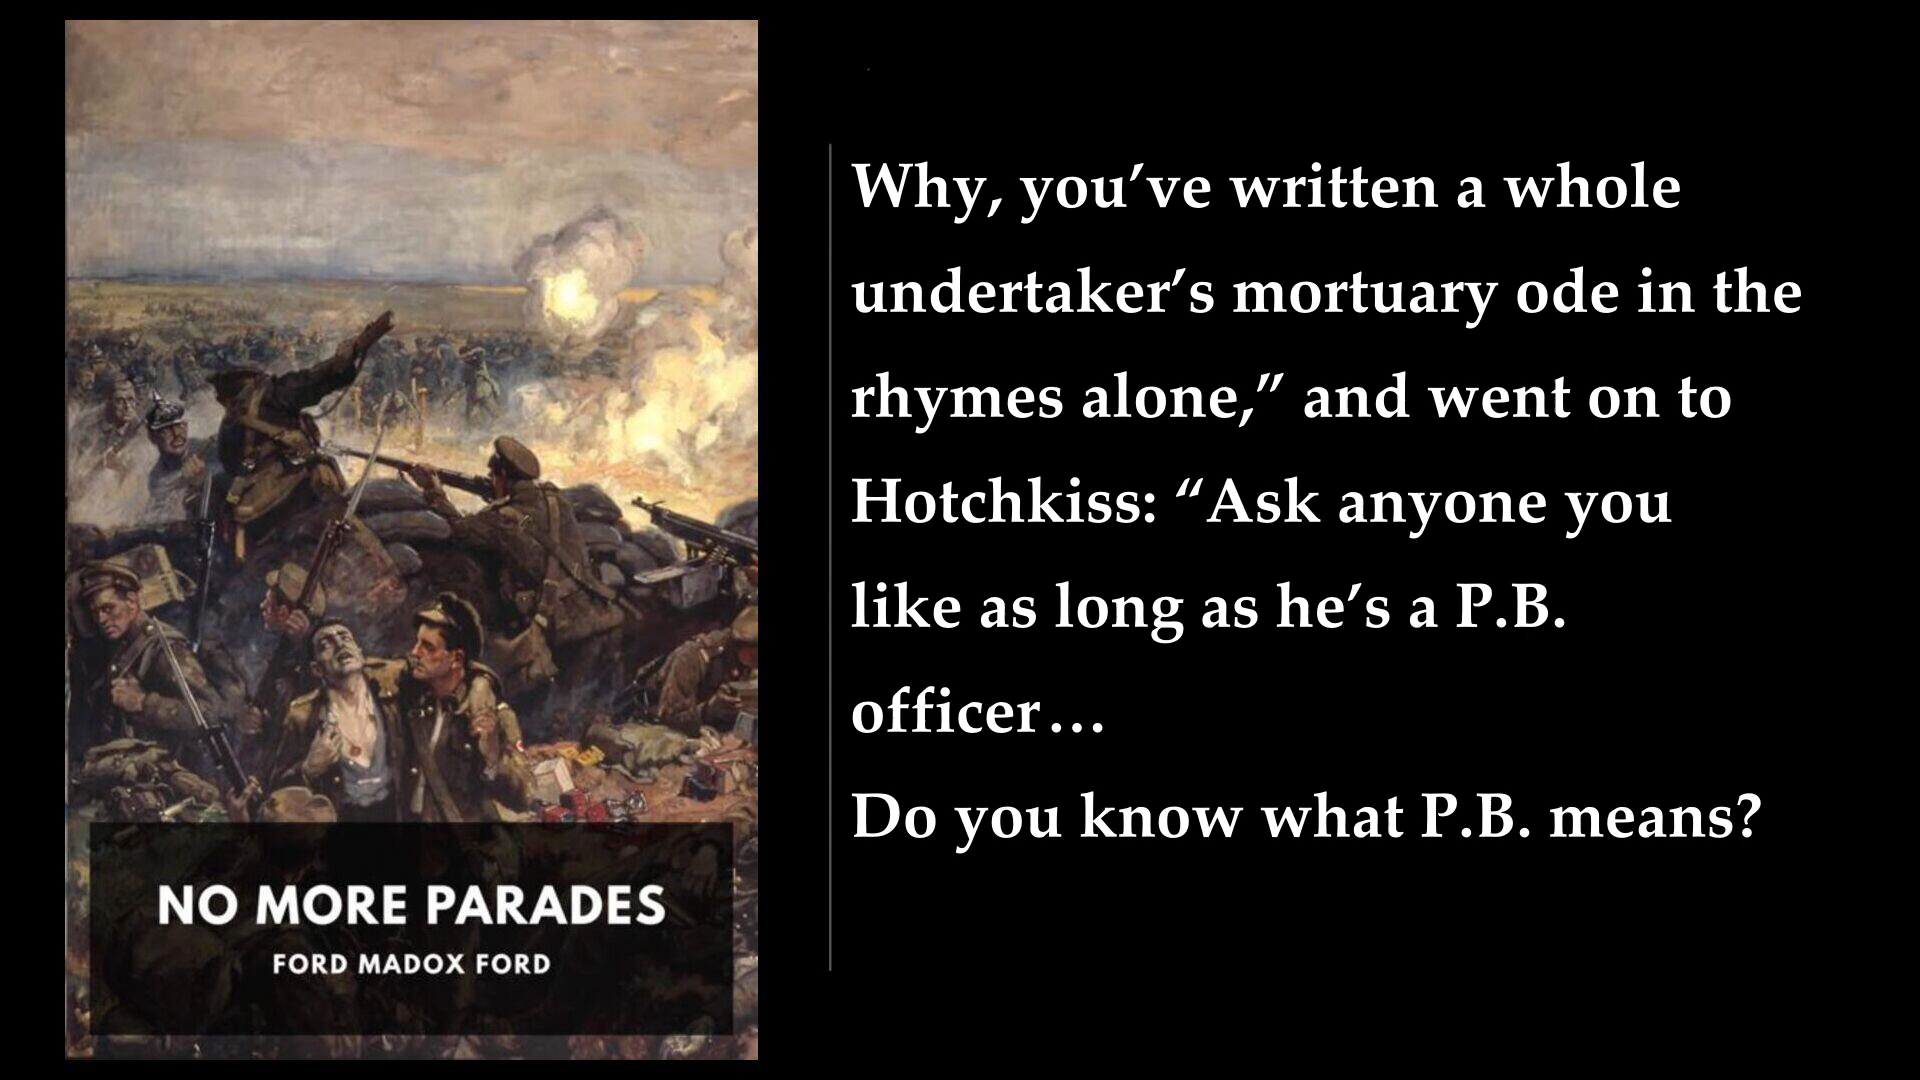 Why, you’ve written a whole
undertaker’s mortuary ode in the
rhymes alone,” and went on to
Hotchkiss: “Ask anyone you
like as long as he’s a P.B.
officer…
Do you know what P.B. means?
NO MORE PARADES
FORD MADOX FORD